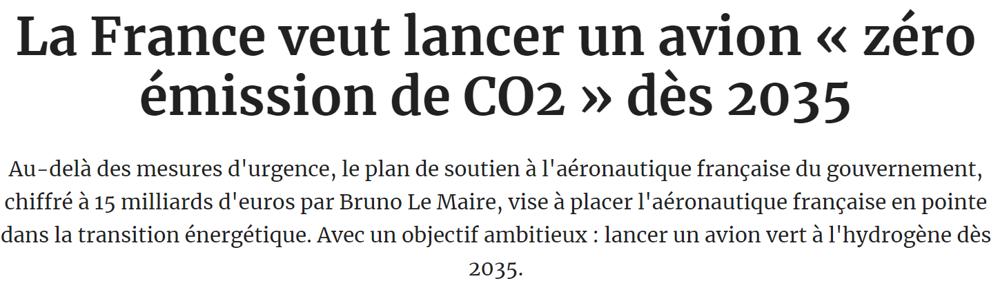 La France veut lancer un avion « zéro
émission de CO2 » dès 2035
Au-delà des mesures d'urgence, le plan de soutien à l'aéronautique française du gouvernement,
chiffré à 15 milliards d'euros par Bruno Le Maire, vise à placer l'aéronautique française en pointe
dans la transition énergétique. Avec un objectif ambitieux : lancer un avion vert à l'hydrogène dès
2035.